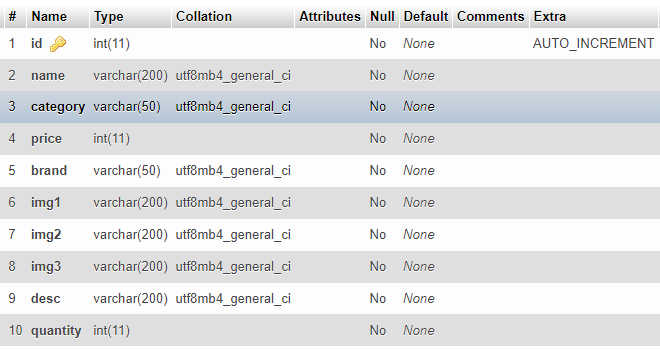 # Name Type Collation Attributes Null Default Comments Extra
1 id int(11) No None AUTO_INCREMENT
2 name varchar(200) utf8mb4_general_ci No None
3 category varchar(50) utf8mb4_general_ci No None
4 price int(11) No None
5 brand varchar(50) utf8mb4_general_ci No None
6 img1 varchar(200) utf8mb4_general_ci No None
7 img2 varchar(200) utf8mb4_general_ci No None
8 img3 varchar(200) utf8mb4_general_ci No None
9 desc varchar(200) utf8mb4_general_ci No None
10 quantity int(11) No None